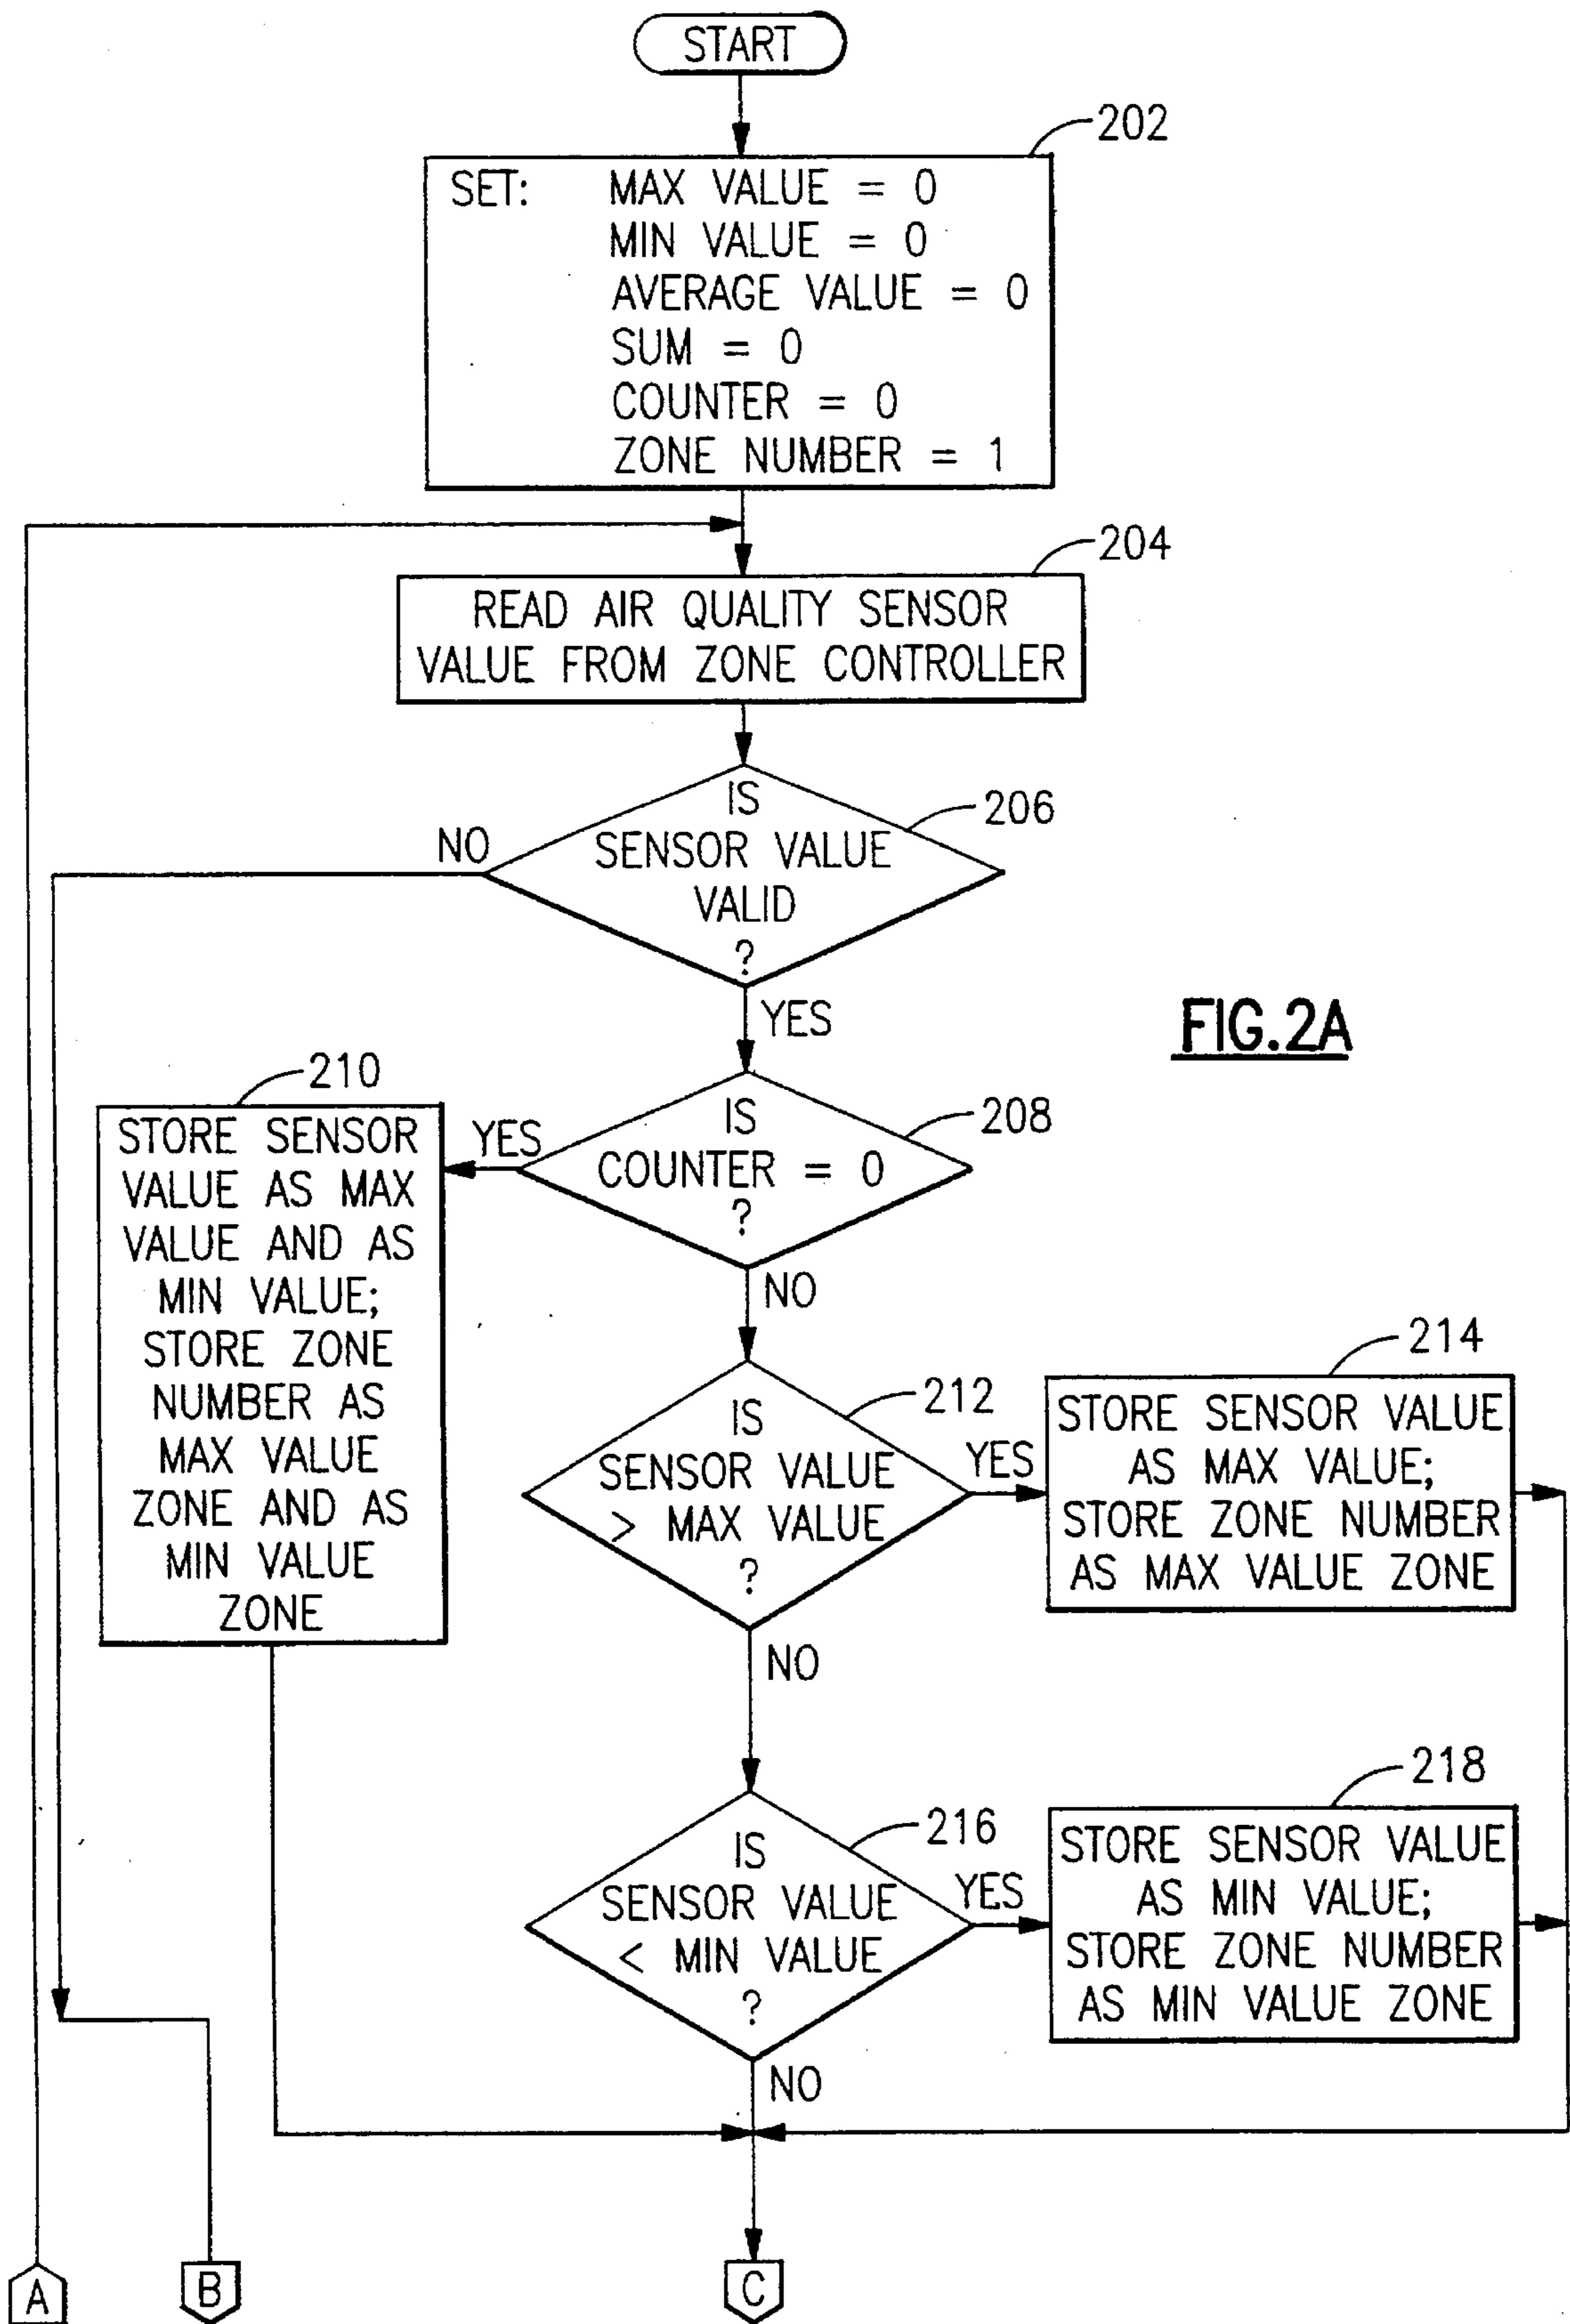 START
202
SET: MAX VALUE = 0
MIN VALUE = 0
AVERAGE VALUE = 0
SUM = 0
COUNTER = 0
ZONE NUMBER = 1
204
READ AIR QUALITY SENSOR
VALUE FROM ZONE CONTROLLER
206
IS
SENSOR VALUE
VALID
?
NO
YES
FIG.2A
208
IS
COUNTER = 0
?
YES
NO
210
STORE SENSOR
VALUE AS MAX
VALUE AND AS
MIN VALUE;
STORE ZONE
NUMBER AS
MAX VALUE
ZONE AND AS
MIN VALUE
ZONE
212
IS
SENSOR VALUE
> MAX VALUE
?
YES
NO
214
STORE SENSOR VALUE
AS MAX VALUE;
STORE ZONE NUMBER
AS MAX VALUE ZONE
216
IS
SENSOR VALUE
< MIN VALUE
?
YES
NO
218
STORE SENSOR VALUE
AS MIN VALUE;
STORE ZONE NUMBER
AS MIN VALUE ZONE
A
B
C